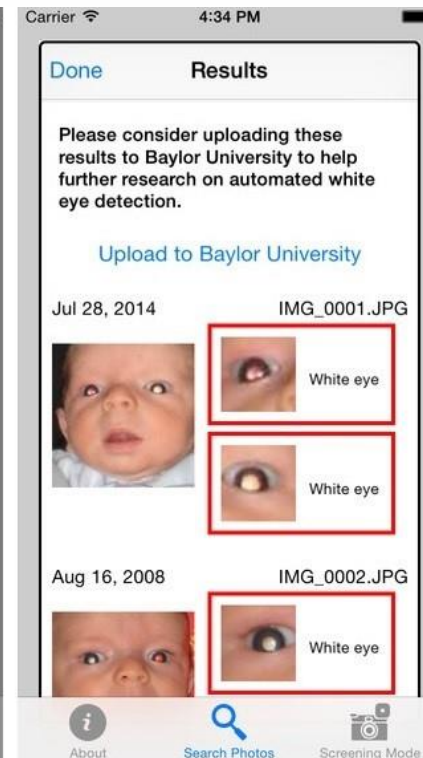 Carrier 4:34 PM
Done Results
Please consider uploading these
results to Baylor University to help
further research on automated white
eye detection.
Upload to Baylor University
Jul 28, 2014 IMG_0001.JPG
White eye
White eye
Aug 16, 2008 IMG_0002.JPG
White eye
i
About Search Photos Screening Mode